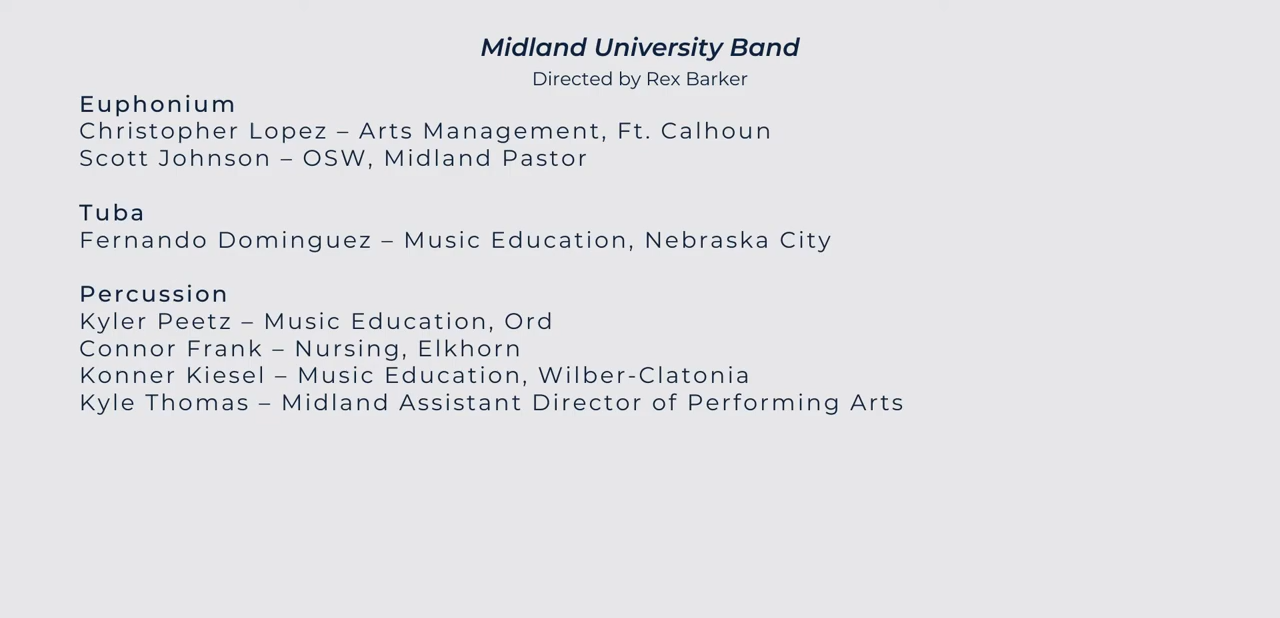 Midland University Band
Directed by Rex Barker
Euphonium
Christopher Lopez – Arts Management, Ft. Calhoun
Scott Johnson – OSW, Midland Pastor
Tuba
Fernando Dominguez – Music Education, Nebraska City
Percussion
Kyler Peetz – Music Education, Ord
Connor Frank – Nursing, Elkhorn
Konner Kiesel – Music Education, Wilber-Clatonia
Kyle Thomas – Midland Assistant Director of Performing Arts